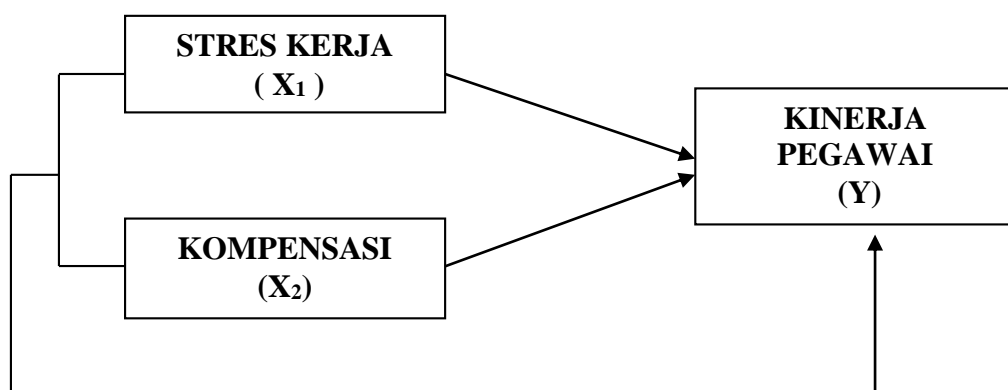 STRES KERJA
( X₁ )
KINERJA
PEGAWAI
(Y)
KOMPENSASI
(X₂)